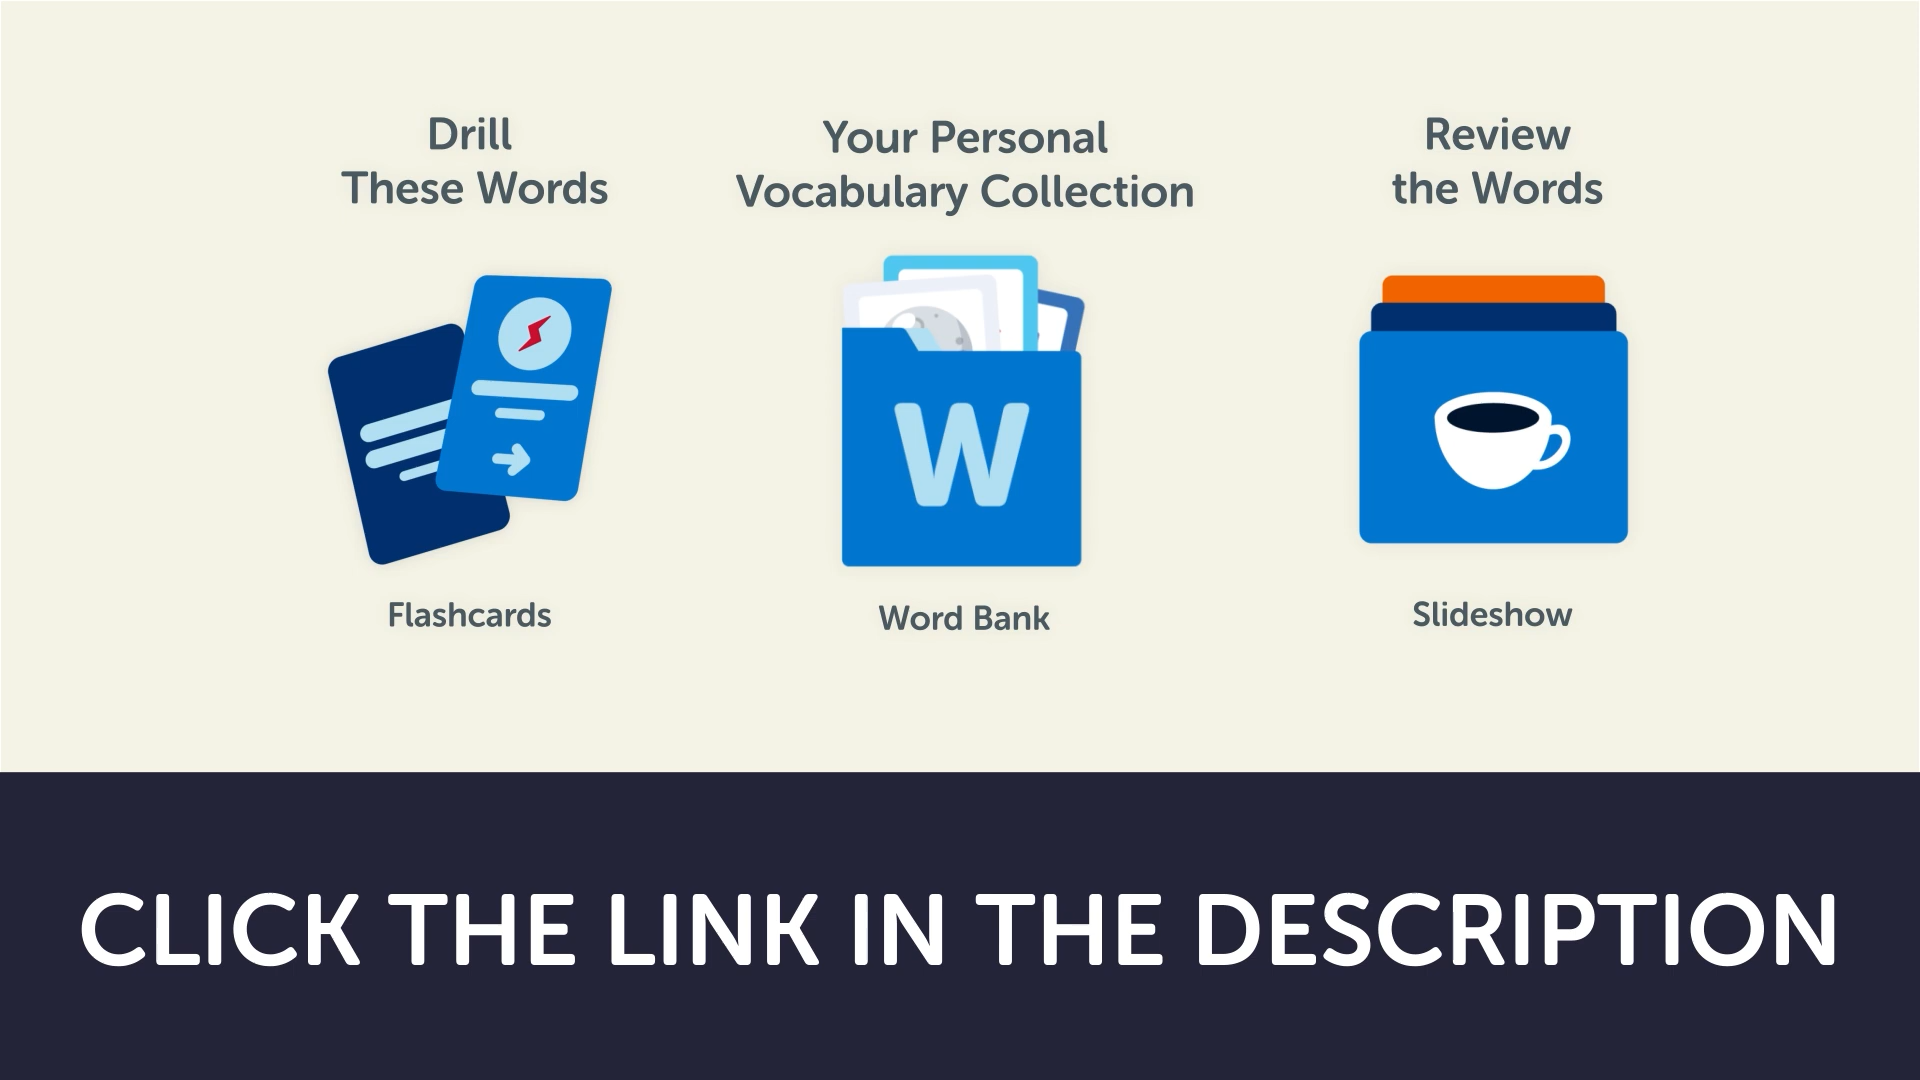 Drill
These Words
Your Personal
Vocabulary Collection
Review
the Words
W
Flashcards
Word Bank
Slideshow
CLICK THE LINK IN THE DESCRIPTION